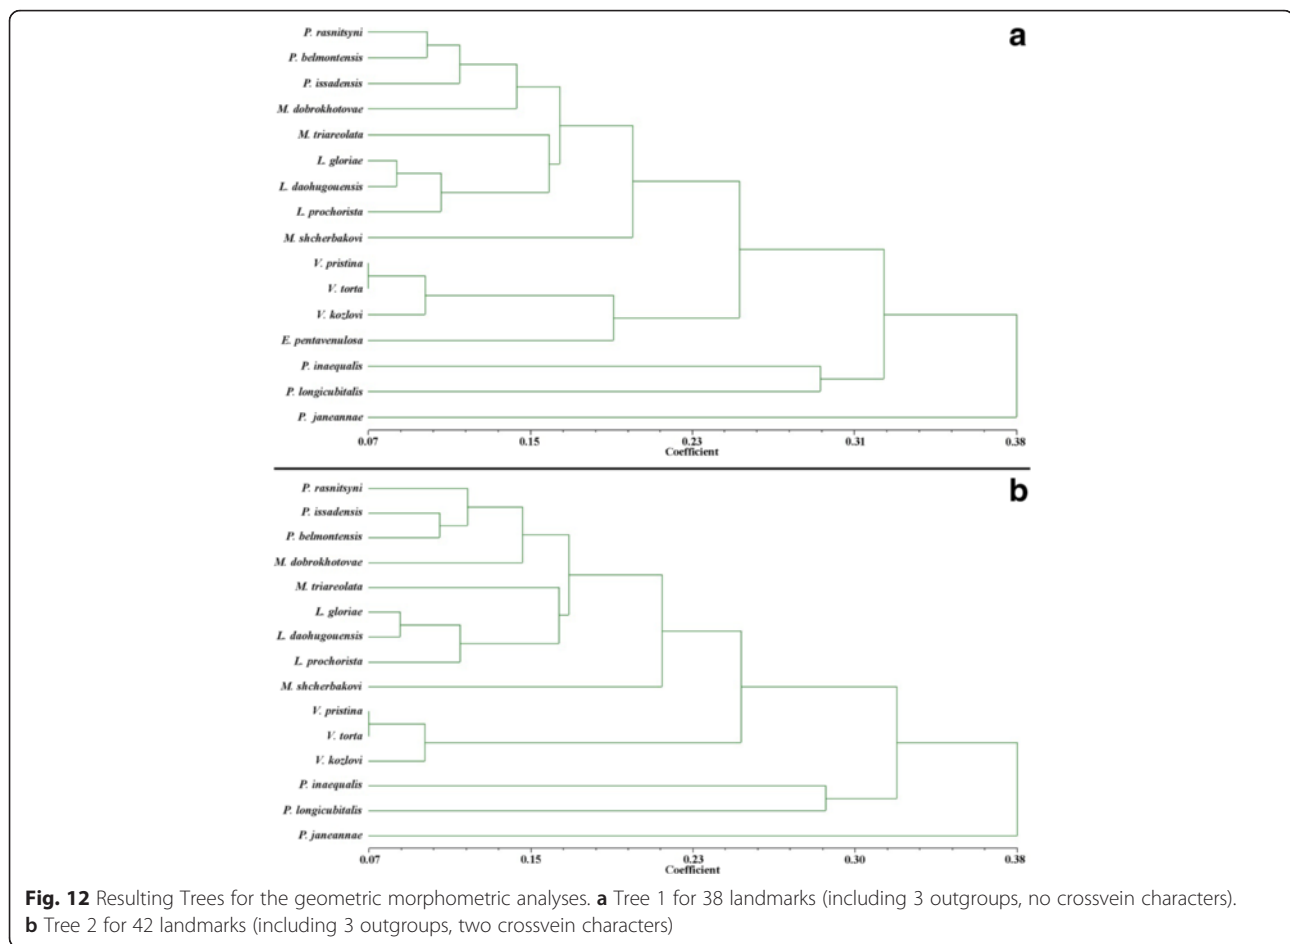 a
P. rasnitsyni
P. belmontensis
P. issadensis
M. dobrokhotovae
M. triareolata
L. gloriae
L. daohugouensis
L. prochorista
M. shcherbakovi
V. pristina
V. torta
V. kozlovi
E. pentavenulosa
P. inaequalis
P. longicubitalis
P. janeannae
0.07 0.15 0.23 0.31 0.38
Coefficient
b
P. rasnitsyni
P. issadensis
P. belmontensis
M. dobrokhotovae
M. triareolata
L. gloriae
L. daohugouensis
L. prochorista
M. shcherbakovi
V. pristina
V. torta
V. kozlovi
P. inaequalis
P. longicubitalis
P. janeannae
0.07 0.15 0.23 0.30 0.38
Coefficient
Fig. 12 Resulting Trees for the geometric morphometric analyses. a Tree 1 for 38 landmarks (including 3 outgroups, no crossvein characters).
b Tree 2 for 42 landmarks (including 3 outgroups, two crossvein characters)